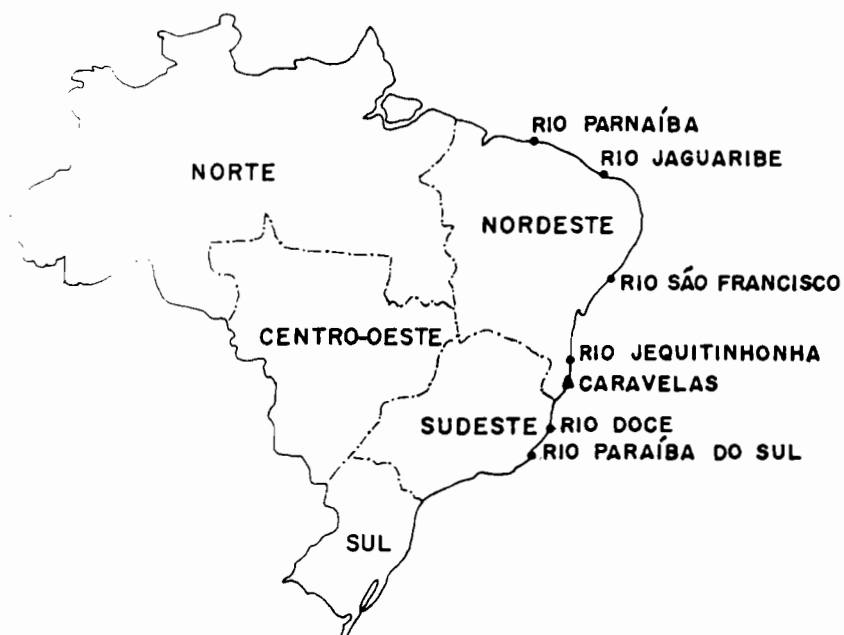 RIO PARNAÍBA
RIO JAGUARIBE
NORTE
NORDESTE
RIO SÃO FRANCISCO
CENTRO-OESTE
RIO JEQUITINHONHA
CARAVELAS
SUDESTE
RIO DOCE
RIO PARAÍBA DO SUL
SUL